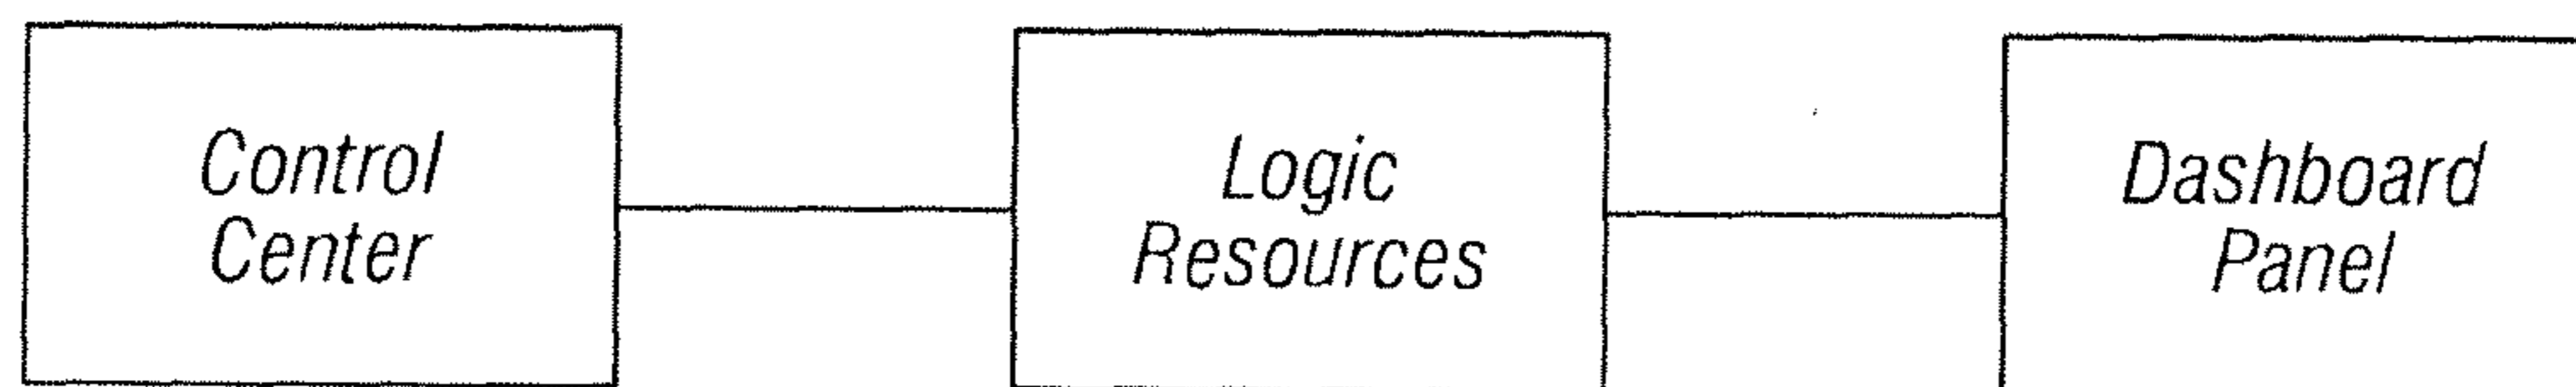 Control
Center
Logic
Resources
Dashboard
Panel